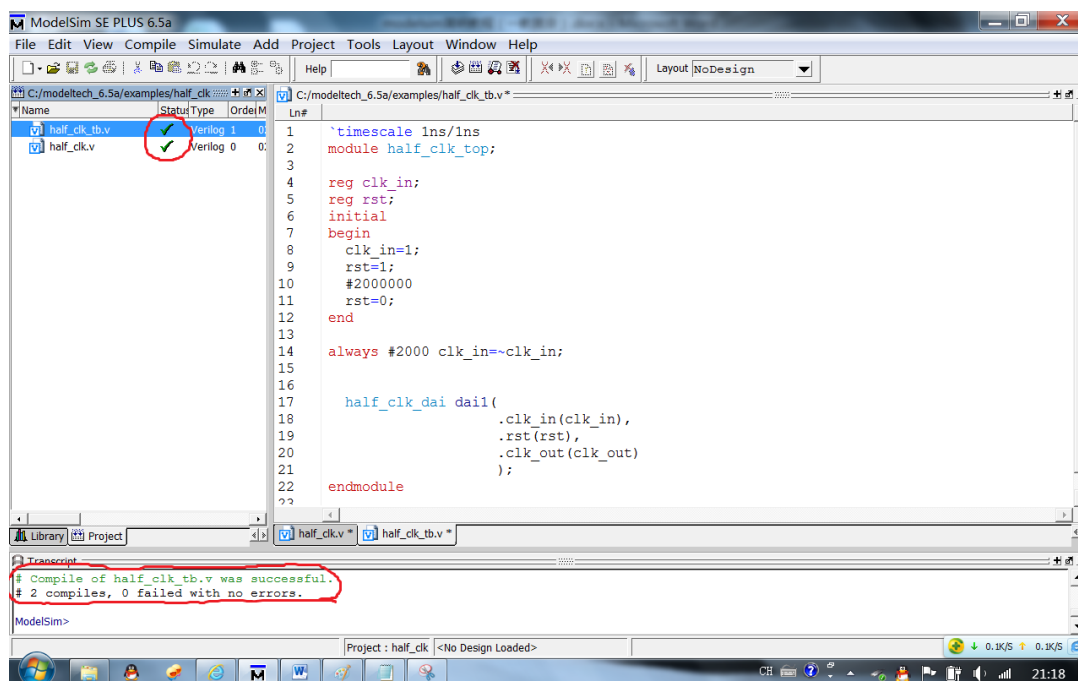 ModelSim SE PLUS 6.5a
File Edit View Compile Simulate Add Project Tools Layout Window Help
Help
Layout NoDesign
C:/modeltech_6.5a/examples/half_clk
Name Status Type Order M
half_clk_tb.v Verilog 1 0
half_clk.v Verilog 0 0
Library Project
C:/modeltech_6.5a/examples/half_clk_tb.v *
Ln#
1 `timescale 1ns/1ns
2 module half_clk_top;
3
4 reg clk_in;
5 reg rst;
6 initial
7 begin
8 clk_in=1;
9 rst=1;
10 #2000000
11 rst=0;
12 end
13
14 always #2000 clk_in=~clk_in;
15
16
17 half_clk_dai dai1(
18 .clk_in(clk_in),
19 .rst(rst),
20 .clk_out(clk_out)
21 );
22 endmodule
23
half_clk.v * half_clk_tb.v *
Transcript
# Compile of half_clk_tb.v was successful.
# 2 compiles, 0 failed with no errors.
ModelSim>
Project : half_clk <No Design Loaded>
0.1K/S 0.1K/S
CH 21:18